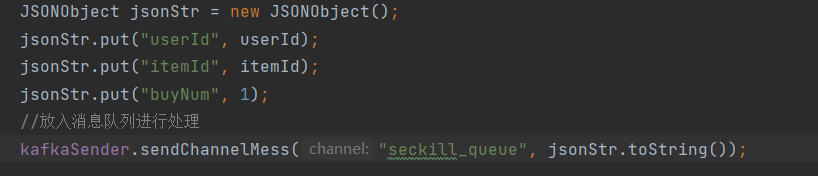 JSONObject jsonStr = new JSONObject();
jsonStr.put("userId", userId);
jsonStr.put("itemId", itemId);
jsonStr.put("buyNum", 1);
//放入消息队列进行处理
kafkaSender.sendChannelMess( channel: "seckill_queue", jsonStr.toString());